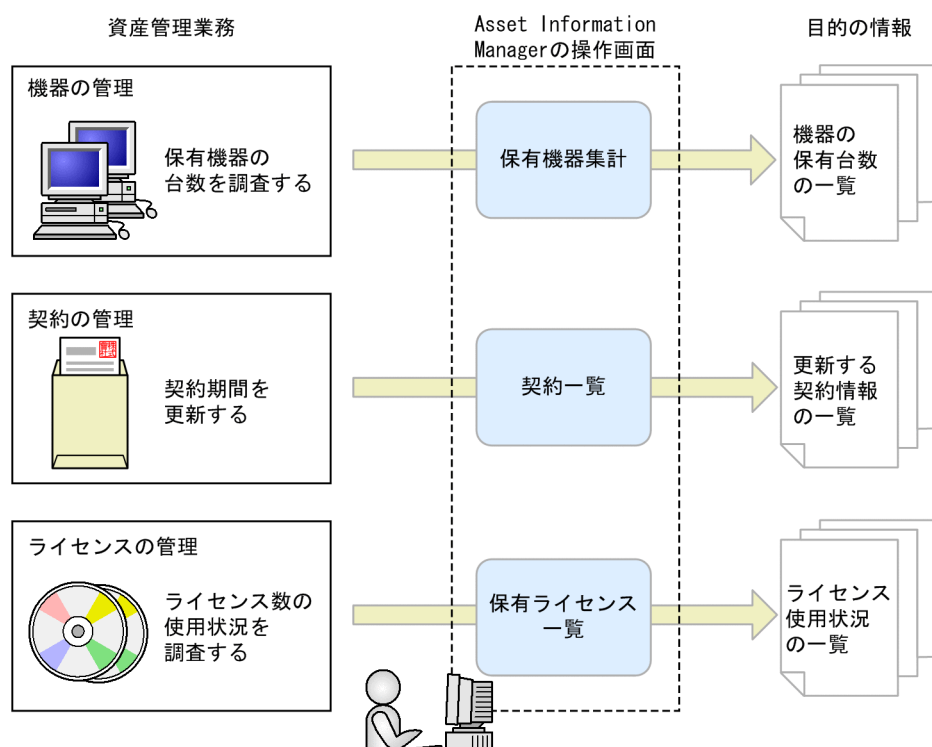 資産管理業務
Asset Information
Managerの操作画面
目的の情報
機器の管理
保有機器の
台数を調査する
保有機器集計
機器の
保有台数
の一覧
契約の管理
契約期間を
更新する
契約一覧
更新する
契約情報
の一覧
ライセンスの管理
ライセンス数の
使用状況を
調査する
保有ライセンス
一覧
ライセンス
使用状況
の一覧